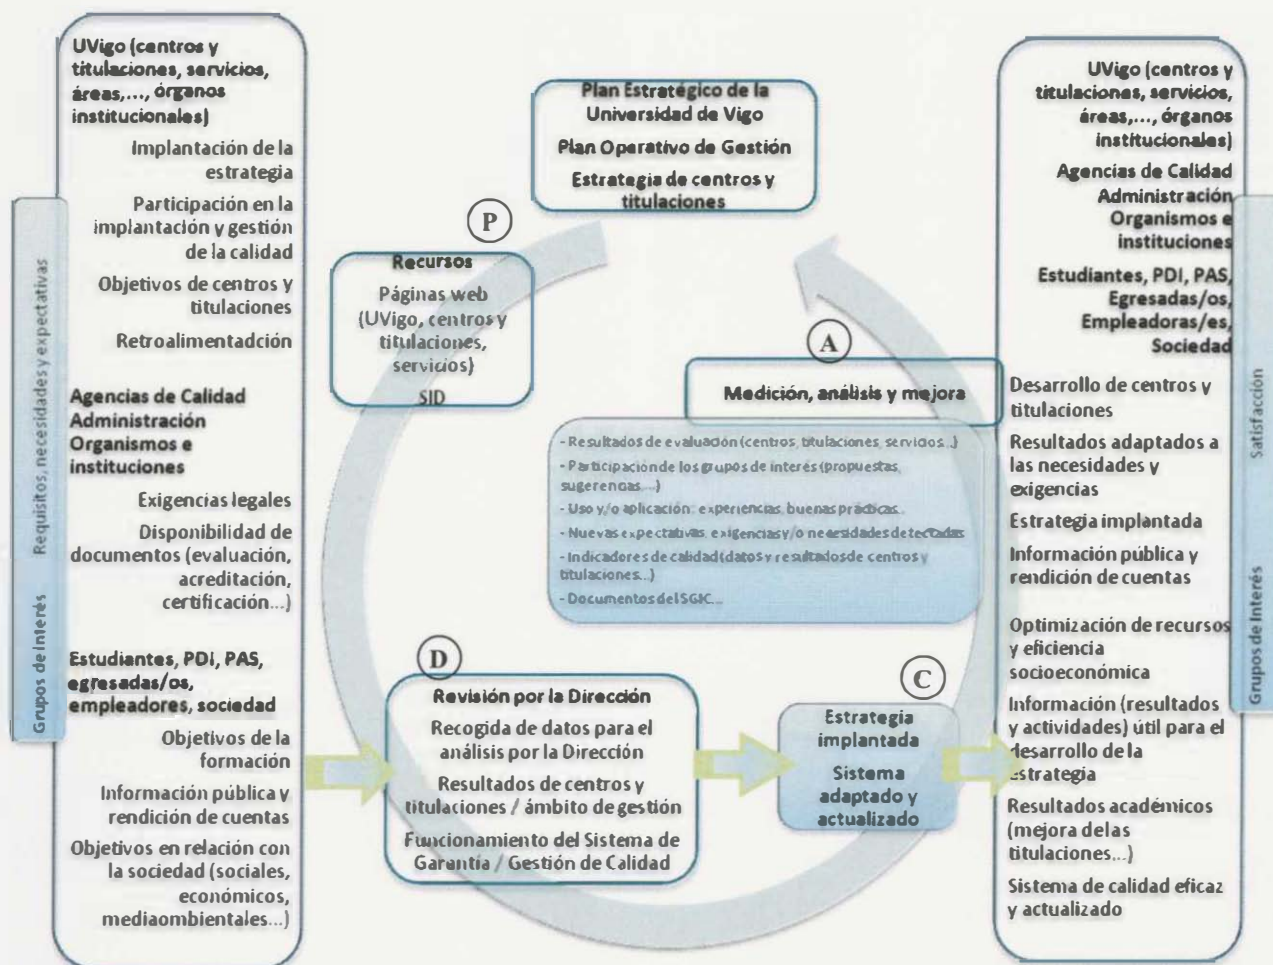 UVigo (centros y
titulaciones, servicios,
áreas,..., órganos
institucionales)
Implantación de la
estrategia
Participación en la
implantación y gestión
de la calidad
Objetivos de centros y
titulaciones
Retroalimentadción
Agencias de Calidad
Administración
Organismos e
instituciones
Exigencias legales
Disponibilidad de
documentos (evaluación,
acreditación,
certificación...)
Estudiantes, PDI, PAS,
egresadas/os,
empleadores, sociedad
Objetivos de la
formación
Información pública y
rendición de cuentas
Objetivos en relación con
la sociedad (sociales,
económicos,
mediaombientales...)
Grupos de Interés
Requisitos, necesidades y expectativas
Plan Estratégico de la
Universidad de Vigo
Plan Operativo de Gestión
Estrategia de centros y
titulaciones
P
Recursos
Páginas web
(UVigo, centros y
titulaciones,
servicios)
SID
A
Medición, análisis y mejora
- Resultados de evaluación (centros, titulaciones, servicios...)
- Participación de los grupos de interés (propuestas,
sugerencias....)
- Uso y/o aplicación: experiencias, buenas prácticas...
- Nuevas expectativas, exigencias y/o necesidades detectadas
- Indicadores de calidad (datos y resultados de centros y
titulaciones...)
- Documentos del SGIC...
D
Revisión por la Dirección
Recogida de datos para el
análisis por la Dirección
Resultados de centros y
titulaciones / ámbito de gestión
Funcionamiento del Sistema de
Garantía / Gestión de Calidad
C
Estrategia
implantada
Sistema
adaptado y
actualizado
UVigo (centros y
titulaciones, servicios,
áreas,..., órganos
institucionales)
Agencias de Calidad
Administración
Organismos e
instituciones
Estudiantes, PDI, PAS,
Egresadas/os,
Empleadoras/es,
Sociedad
Desarrollo de centros y
titulaciones
Resultados adaptados a
las necesidades y
exigencias
Estrategia implantada
Información pública y
rendición de cuentas
Optimización de recursos
y eficiencia
socioeconómica
Información (resultados
y actividades) útil para el
desarrollo de la
estrategia
Resultados académicos
(mejora delas
titulaciones...)
Sistema de calidad eficaz
y actualizado
Grupos de Interés
Satisfacción